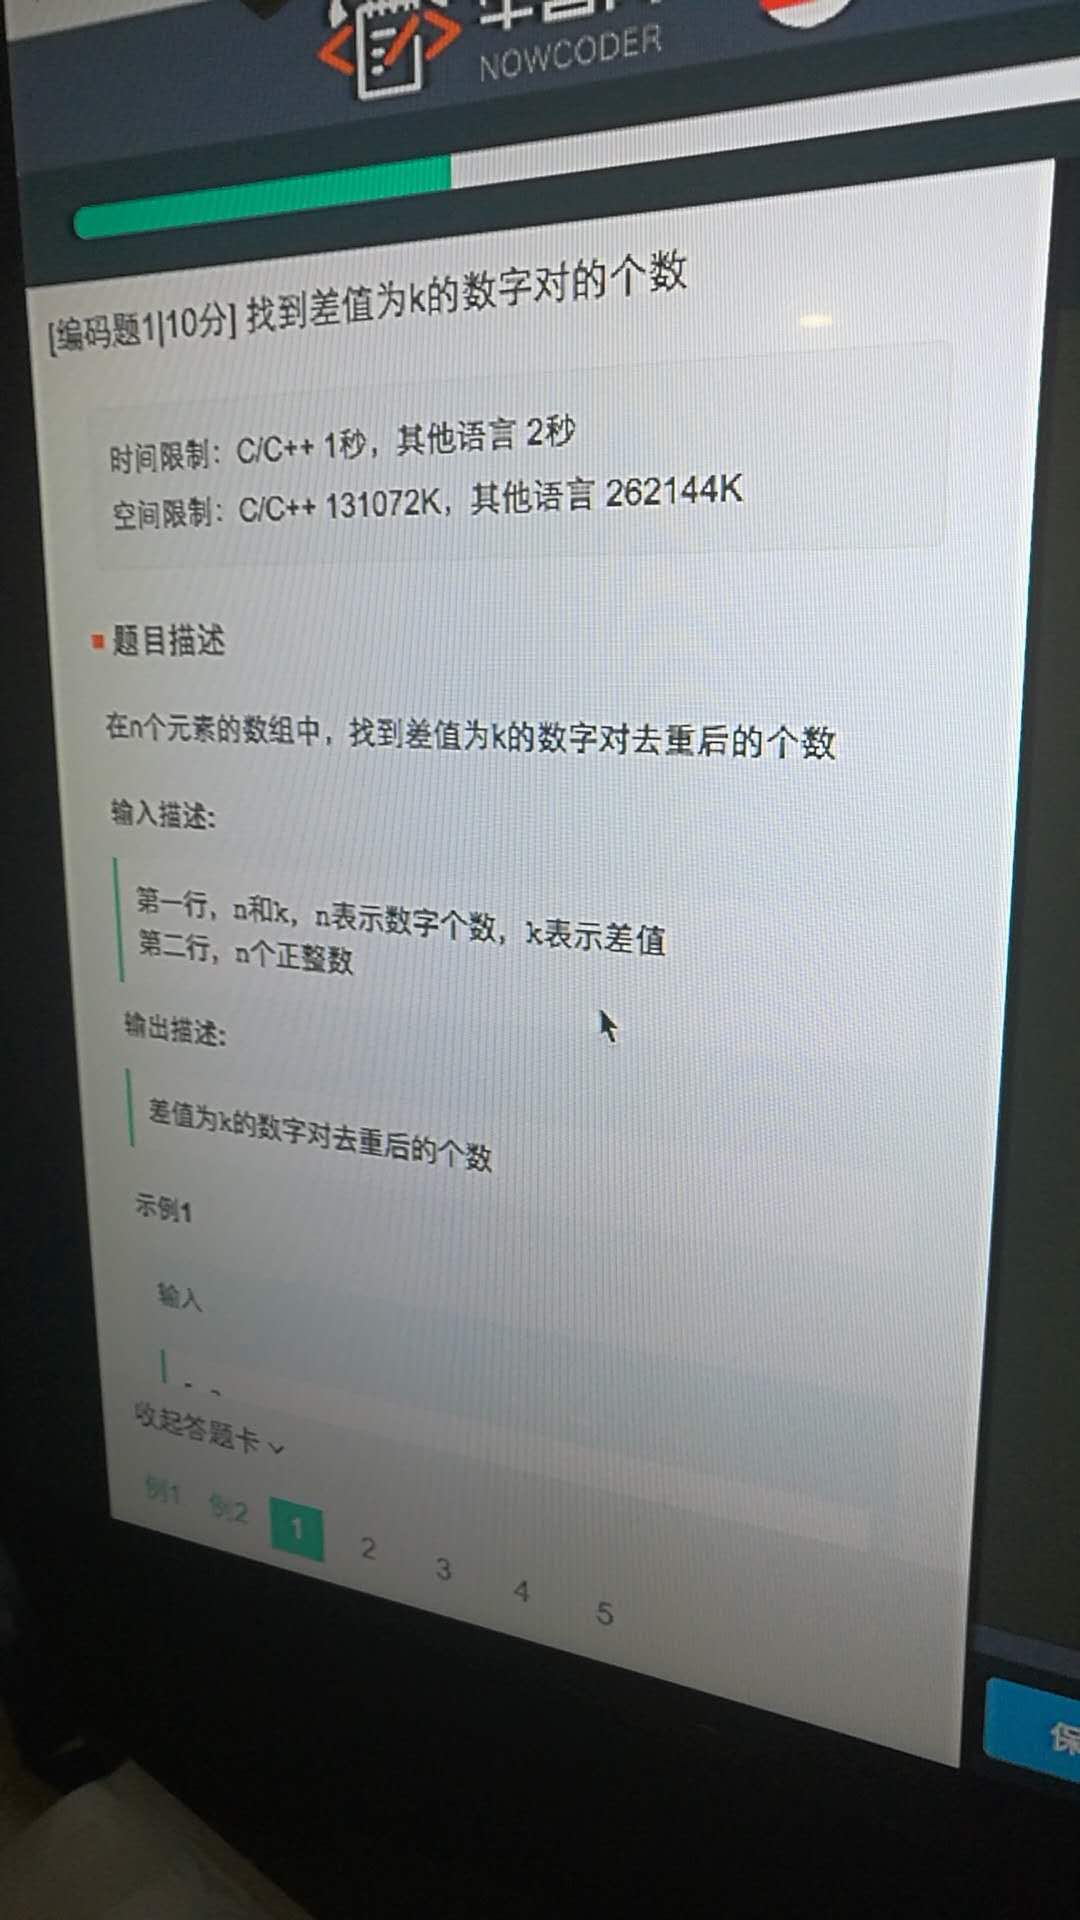 NOWCODER
[编码题1|10分] 找到差值为k的数字对的个数
时间限制：C/C++ 1秒，其他语言 2秒
空间限制：C/C++ 131072K，其他语言 262144K
题目描述
在n个元素的数组中，找到差值为k的数字对去重后的个数
输入描述:
第一行，n和k，n表示数字个数，k表示差值
第二行，n个正整数
输出描述:
差值为k的数字对去重后的个数
示例1
输入
收起答题卡
例1 例2 1 2 3 4 5
保